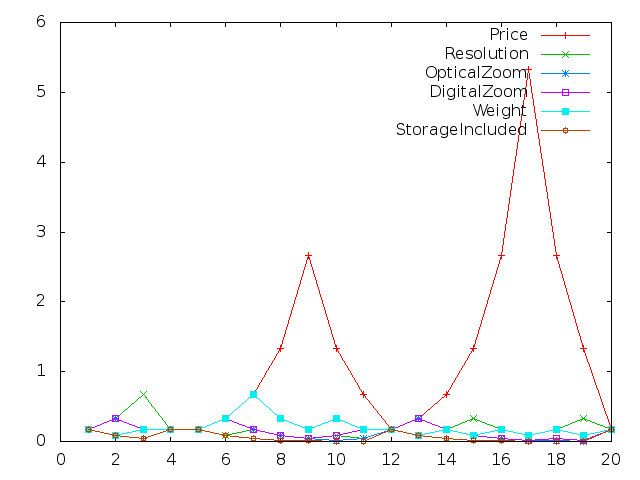 6
5
4
3
2
1
0
0 2 4 6 8 10 12 14 16 18 20
Price
Resolution
OpticalZoom
DigitalZoom
Weight
StorageIncluded